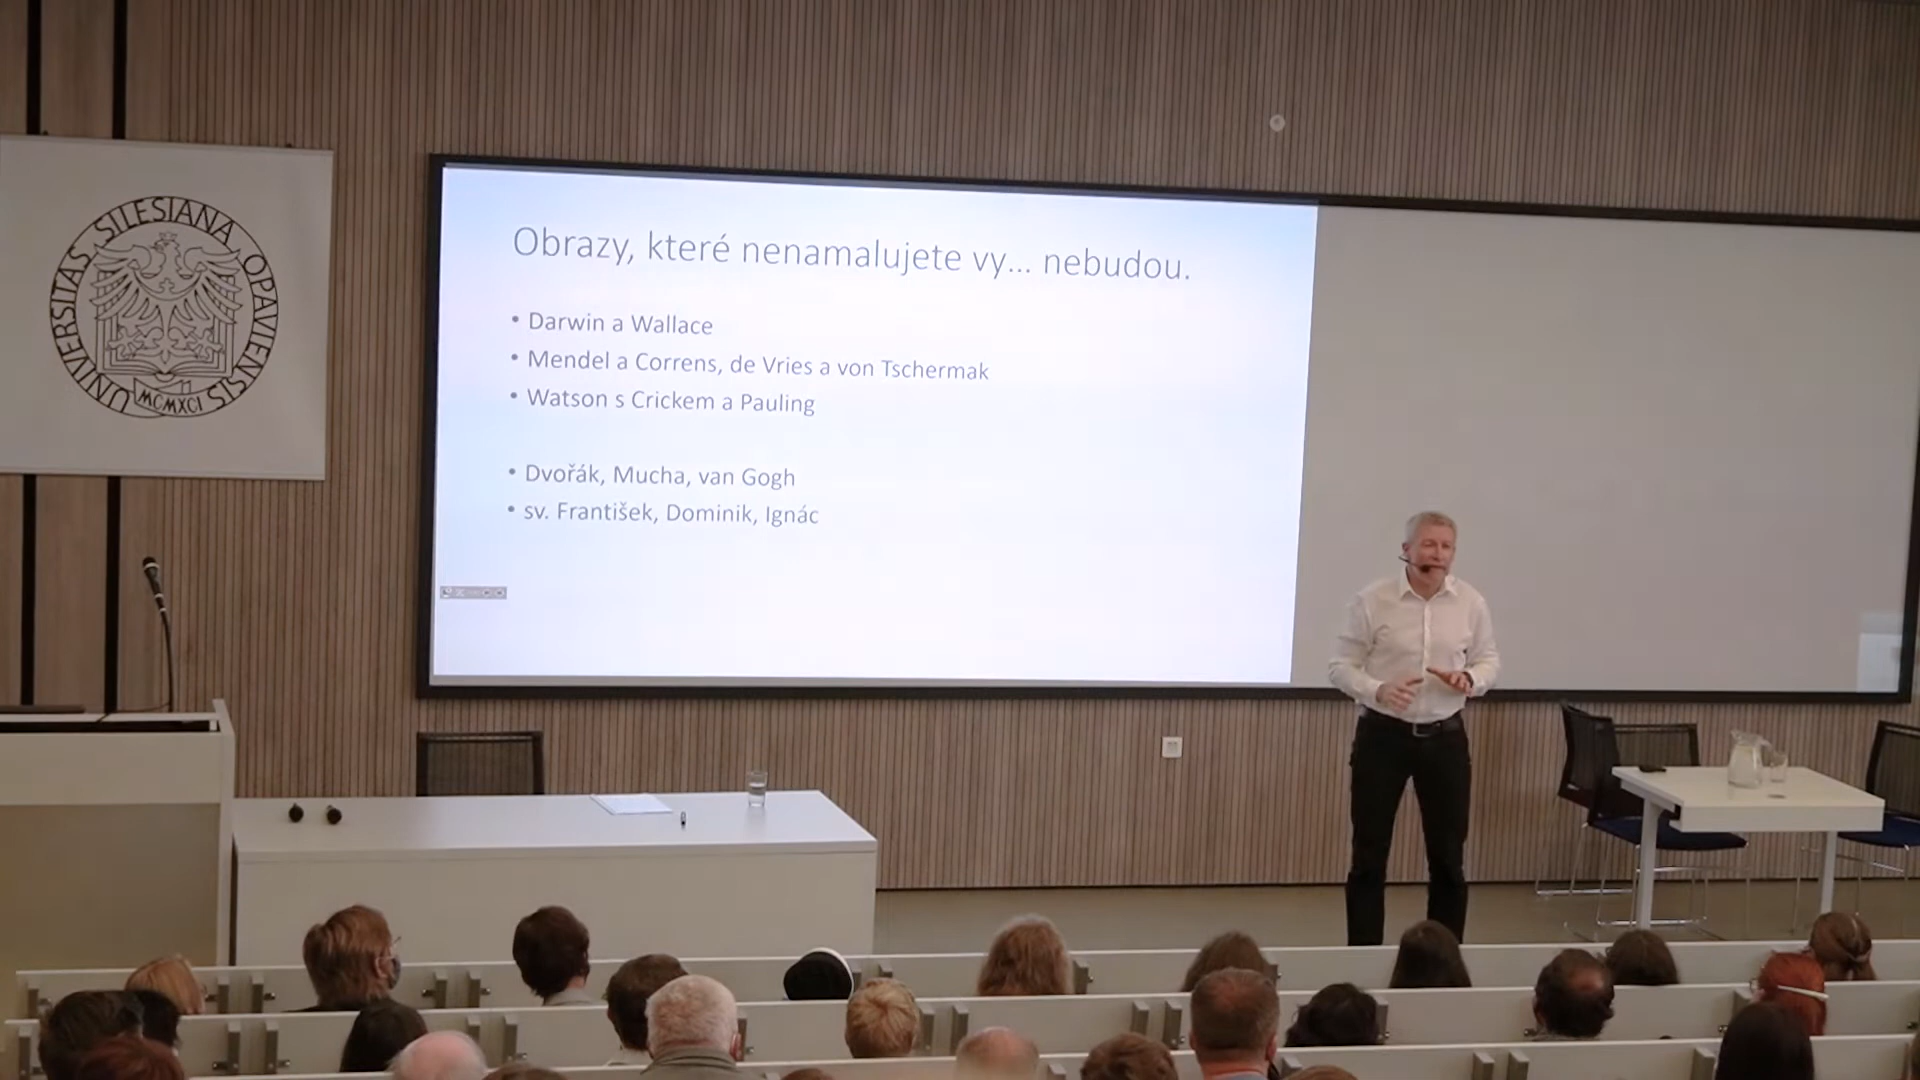 UNIVERSITAS SILESIANA OPAVIENSIS
MCMXCI
Obrazy, které nenamalujete vy... nebudou.
• Darwin a Wallace
• Mendel a Correns, de Vries a von Tschermak
• Watson s Crickem a Pauling
• Dvořák, Mucha, van Gogh
• sv. František, Dominik, Ignác